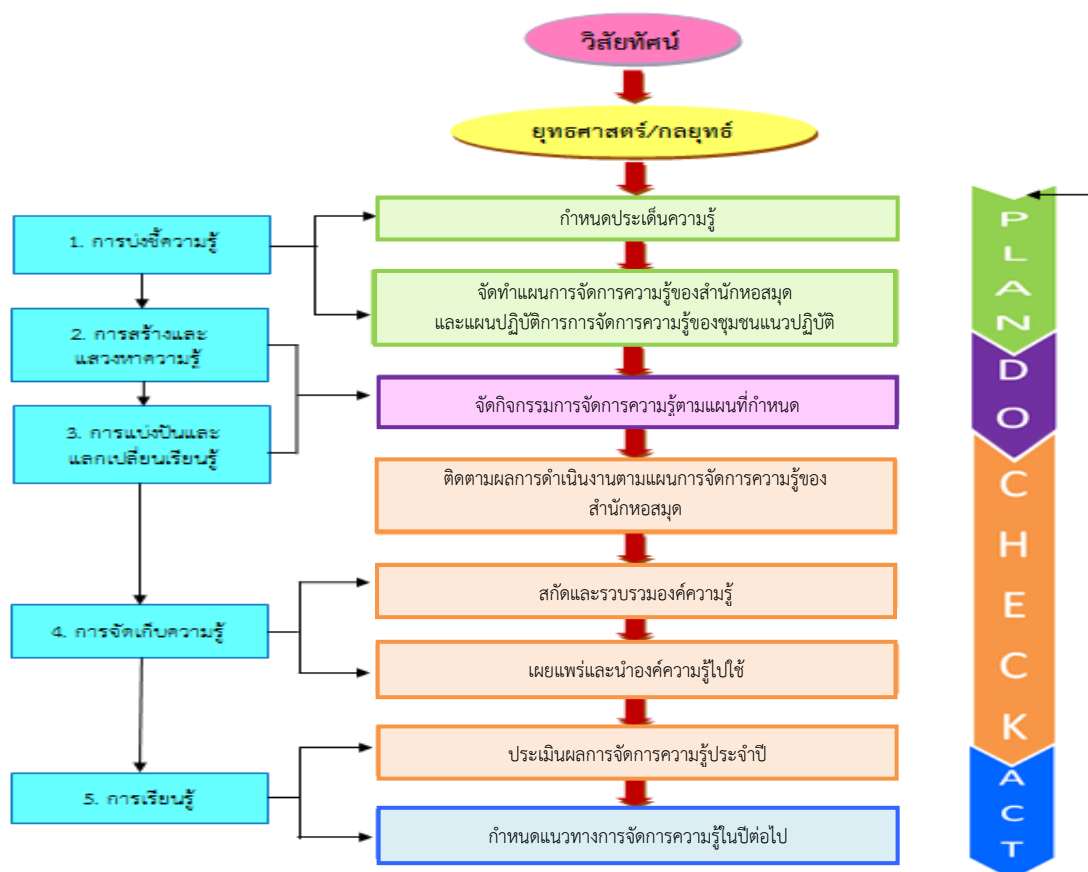 วิสัยทัศน์
ยุทธศาสตร์/กลยุทธ์
1. การบ่งชี้ความรู้
2. การสร้างและ
แสวงหาความรู้
3. การแบ่งปันและ
แลกเปลี่ยนเรียนรู้
4. การจัดเก็บความรู้
5. การเรียนรู้
กำหนดประเด็นความรู้
จัดทำแผนการจัดการความรู้ของสำนักหอสมุด
และแผนปฏิบัติการการจัดการความรู้ของชุมชนแนวปฏิบัติ
จัดกิจกรรมการจัดการความรู้ตามแผนที่กำหนด
ติดตามผลการดำเนินงานตามแผนการจัดการความรู้ของ
สำนักหอสมุด
สกัดและรวบรวมองค์ความรู้
เผยแพร่และนำองค์ความรู้ไปใช้
ประเมินผลการจัดการความรู้ประจำปี
กำหนดแนวทางการจัดการความรู้ในปีต่อไป
PLAN
DO
CHECK
ACT